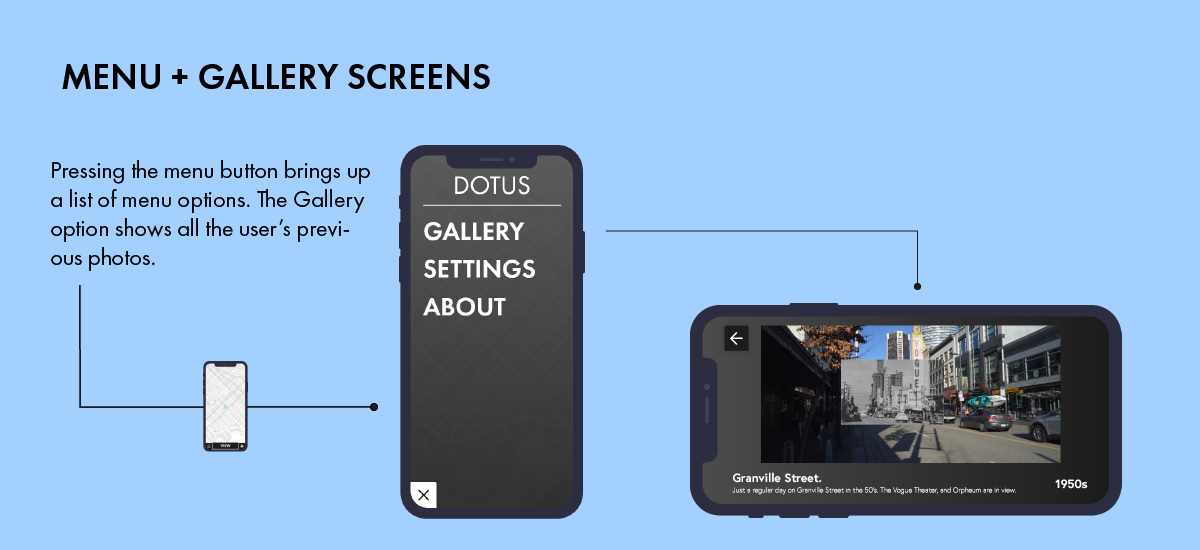 MENU + GALLERY SCREENS
Pressing the menu button brings up
a list of menu options. The Gallery
option shows all the user's previ-
ous photos.
VIEW
DOTUS
GALLERY
SETTINGS
ABOUT
VOGUE
Granville Street.
Just a regular day on Granville Street in the 50's. The Vogue Theater, and Orpheum are in view.
1950s